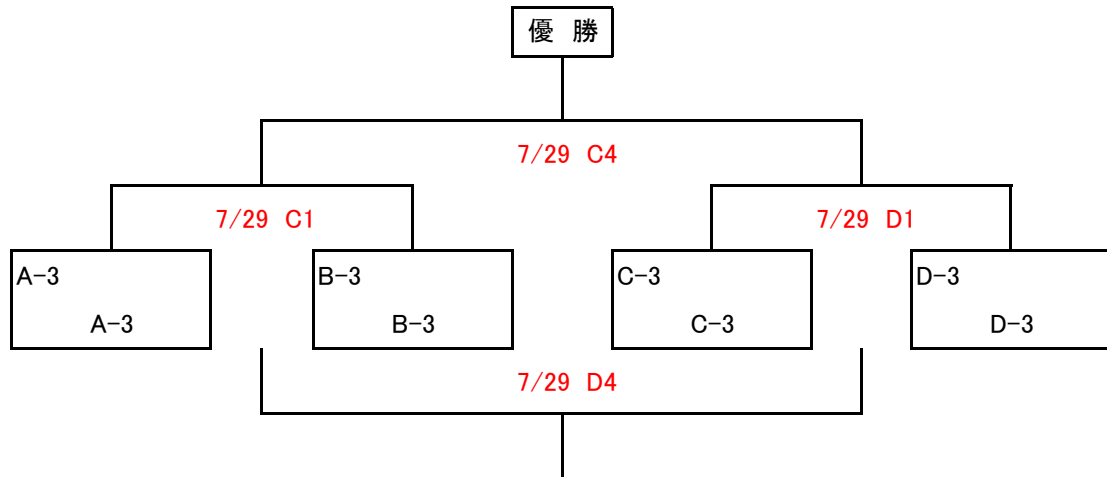 優 勝
7/29 C4
7/29 C1
7/29 D1
A-3
B-3
C-3
D-3
A-3
B-3
C-3
D-3
7/29 D4